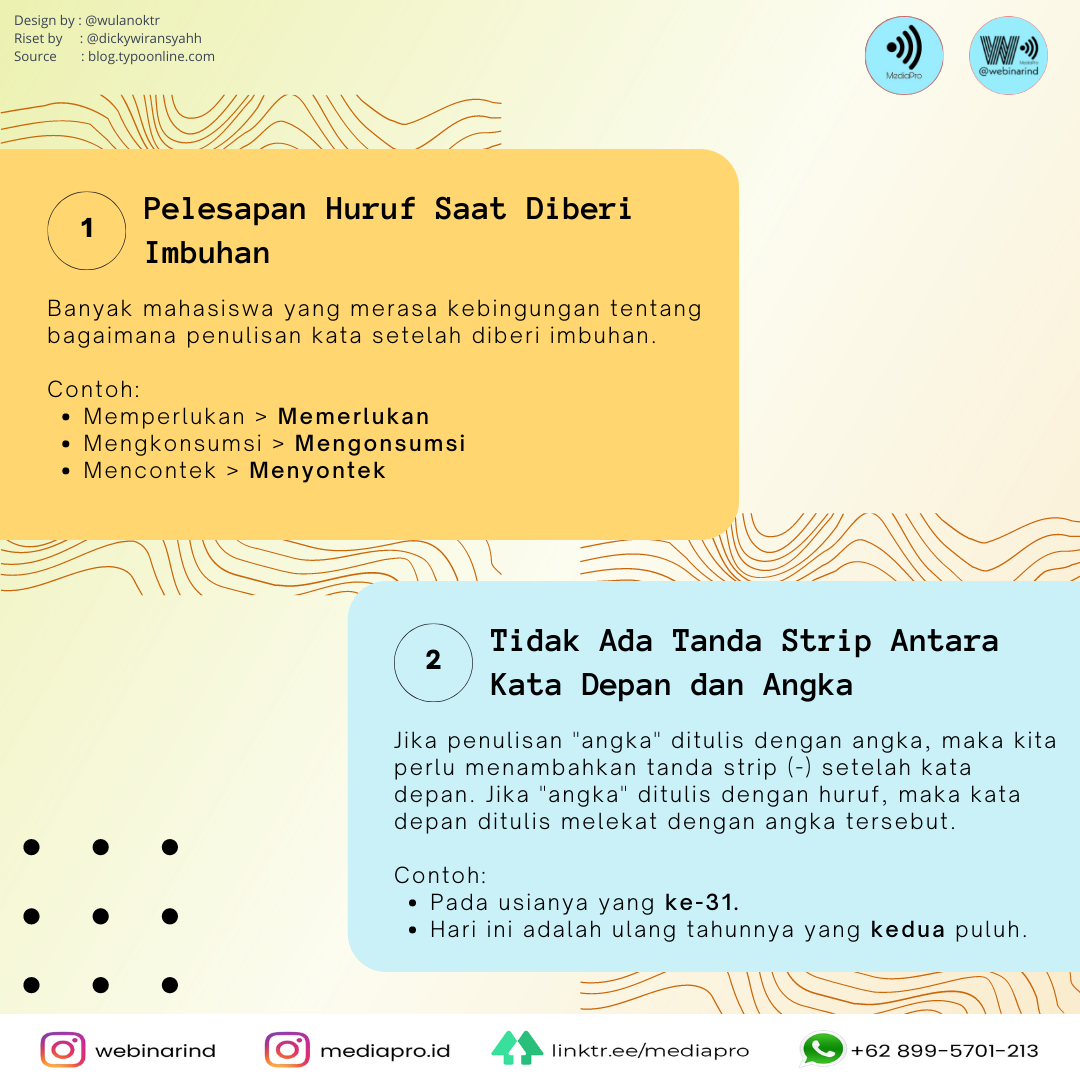 Design by : @wulanoktr
Riset by : @dickywiransyahh
Source : blog.typoonline.com
MediaPro
W
MediaPro
@webinarind
1
Pelesapan Huruf Saat Diberi
Imbuhan
Banyak mahasiswa yang merasa kebingungan tentang
bagaimana penulisan kata setelah diberi imbuhan.
Contoh:
• Memperlukan > Memerlukan
• Mengkonsumsi > Mengonsumsi
• Mencontek > Menyontek
2
Tidak Ada Tanda Strip Antara
Kata Depan dan Angka
Jika penulisan "angka" ditulis dengan angka, maka kita
perlu menambahkan tanda strip (-) setelah kata
depan. Jika "angka" ditulis dengan huruf, maka kata
depan ditulis melekat dengan angka tersebut.
Contoh:
• Pada usianya yang ke-31.
• Hari ini adalah ulang tahunnya yang kedua puluh.
webinarind
mediapro.id
linktr.ee/mediapro
+62 899-5701-213